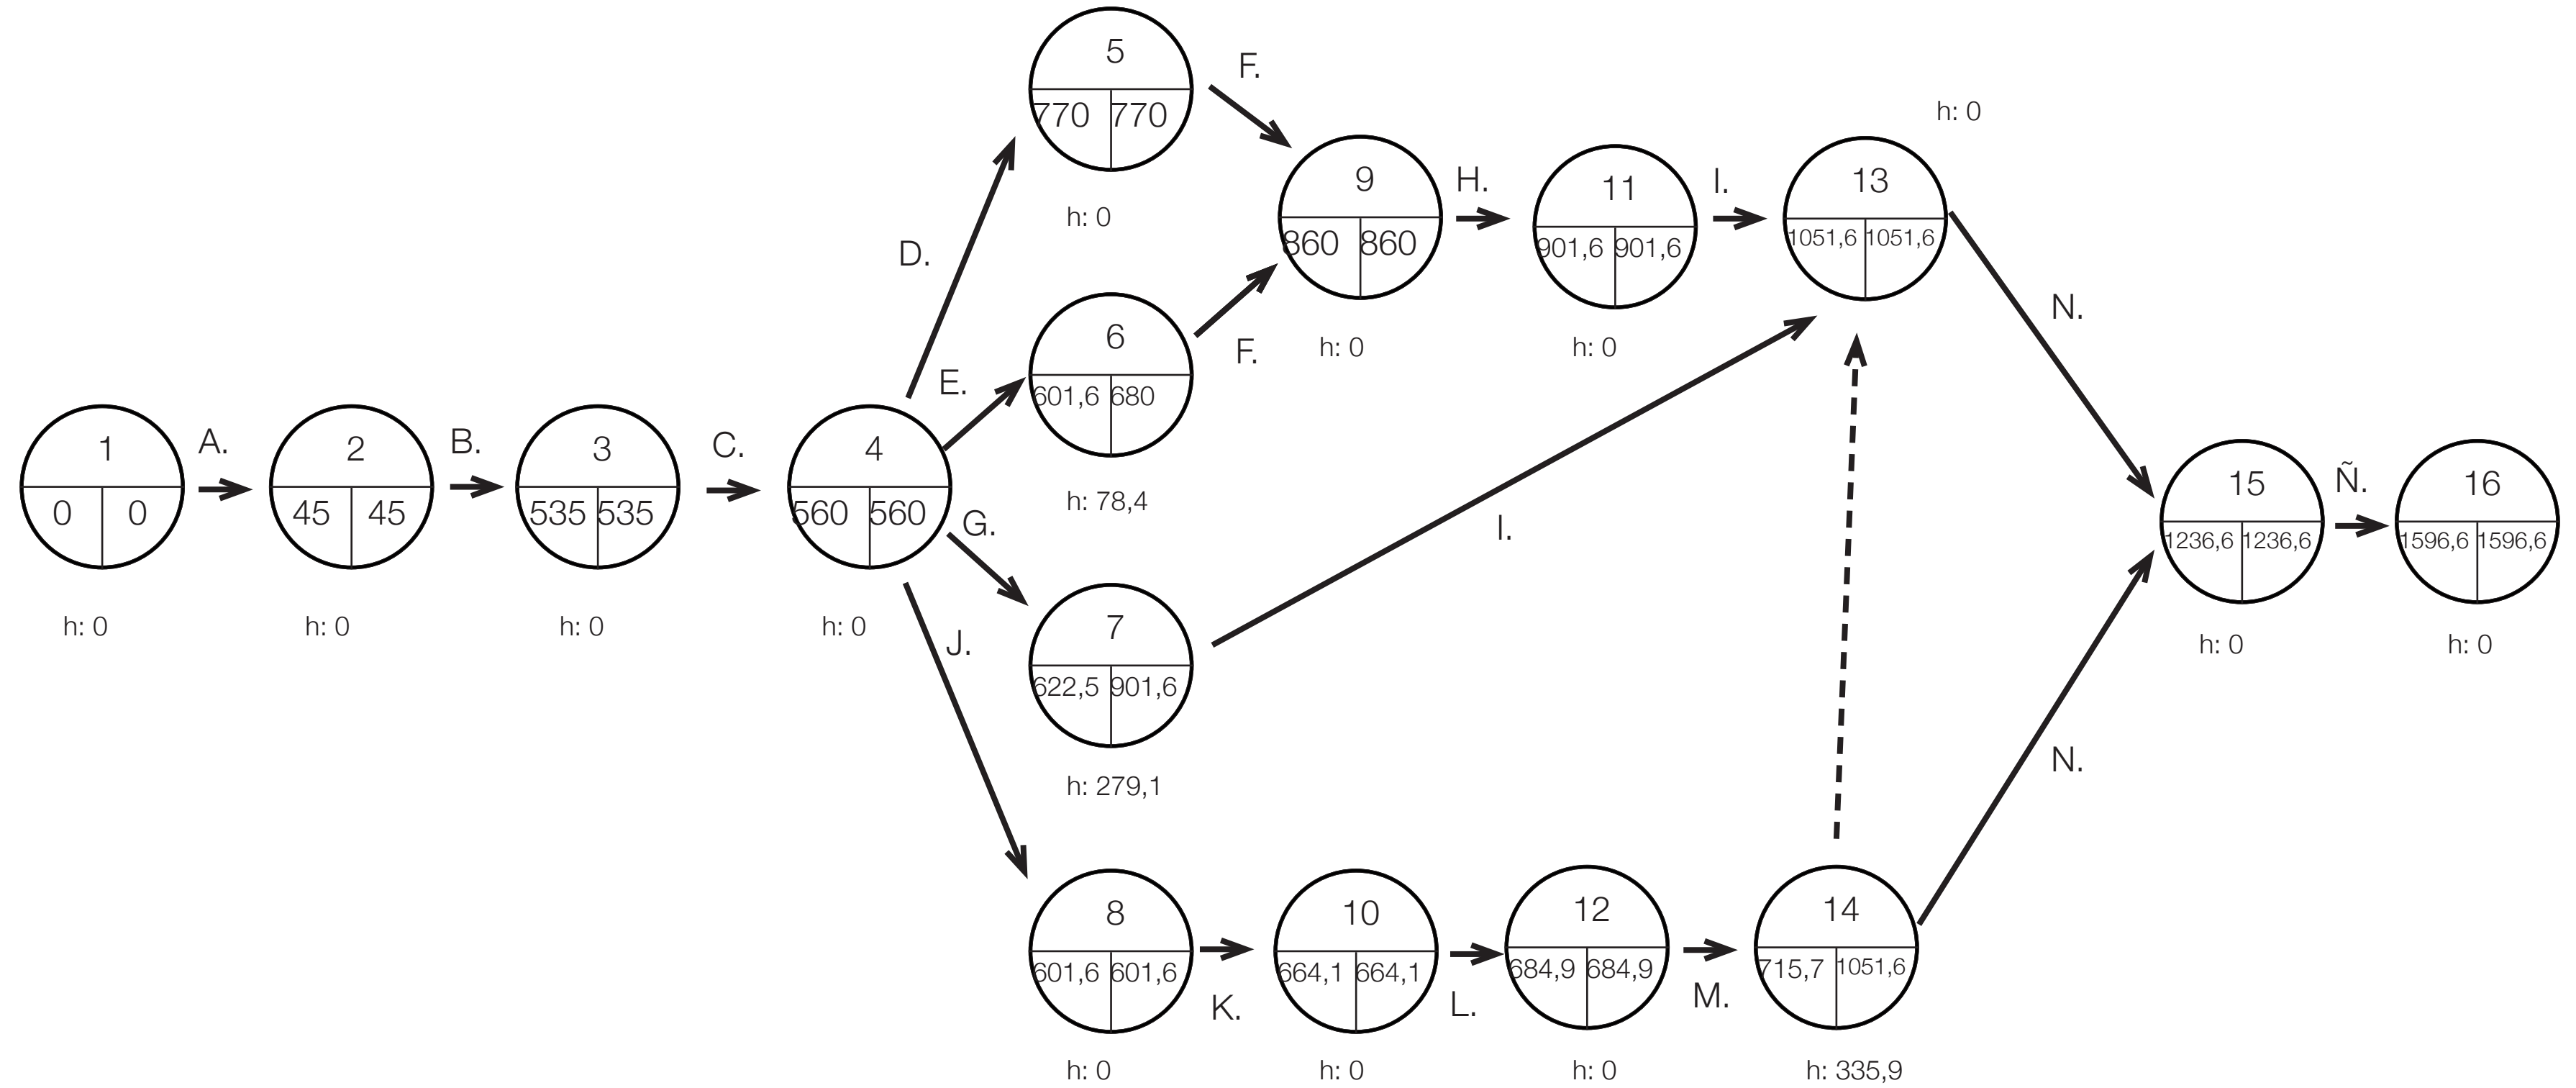 5
770 770
h: 0
F.
h: 0
D.
9
860 860
h: 0
H.
11
901,6 901,6
h: 0
I.
13
1051,6 1051,6
N.
E.
6
601,6 680
h: 78,4
F.
1
0 0
h: 0
A.
2
45 45
h: 0
B.
3
535 535
h: 0
C.
4
560 560
h: 0
G.
7
622,5 901,6
h: 279,1
I.
15
1236,6 1236,6
h: 0
Ñ.
16
1596,6 1596,6
h: 0
J.
8
601,6 601,6
h: 0
K.
10
664,1 664,1
h: 0
L.
12
684,9 684,9
h: 0
M.
14
715,7 1051,6
h: 335,9
N.